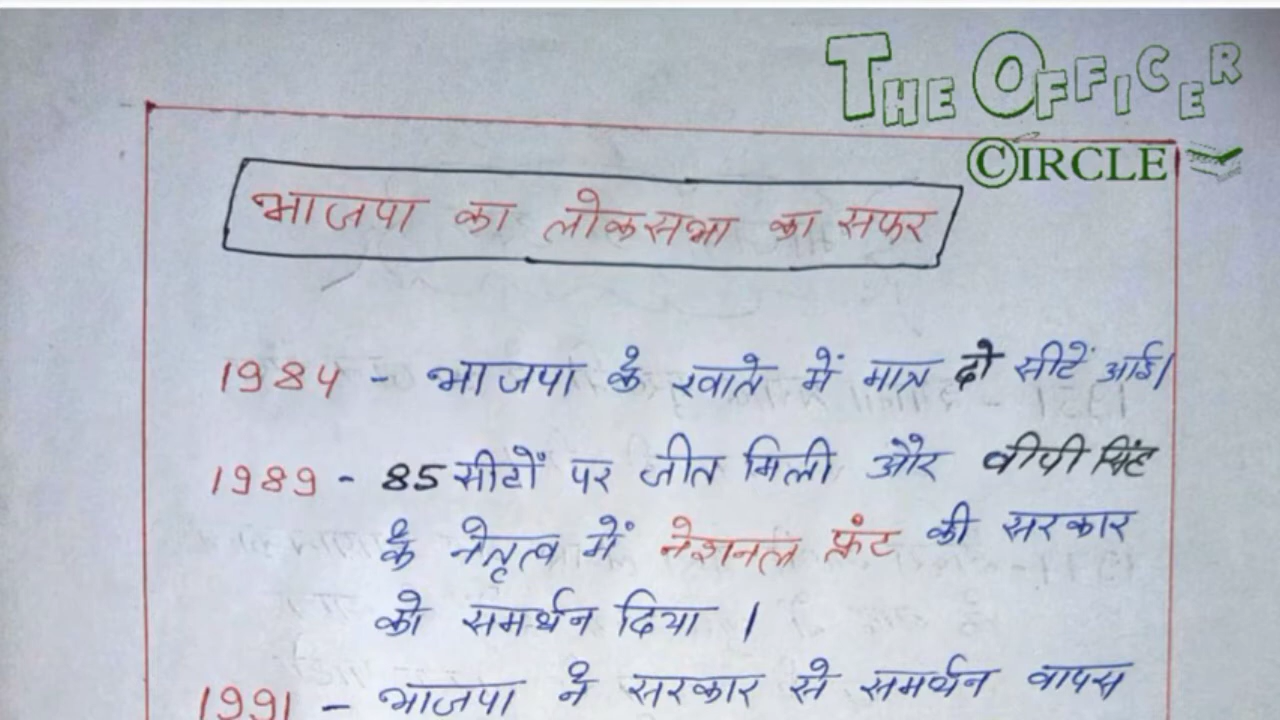 THE OFFICER
©IRCLE
भाजपा का लोकसभा का सफर
1984 - भाजपा के खाते में मात्र दो सीटें आई।
1989 - 85 सीटों पर जीत मिली और वीपी सिंह
के नेतृत्व में नेशनल फ्रंट की सरकार
को समर्थन दिया ।
1991 - भाजपा ने सरकार से समर्थन वापस